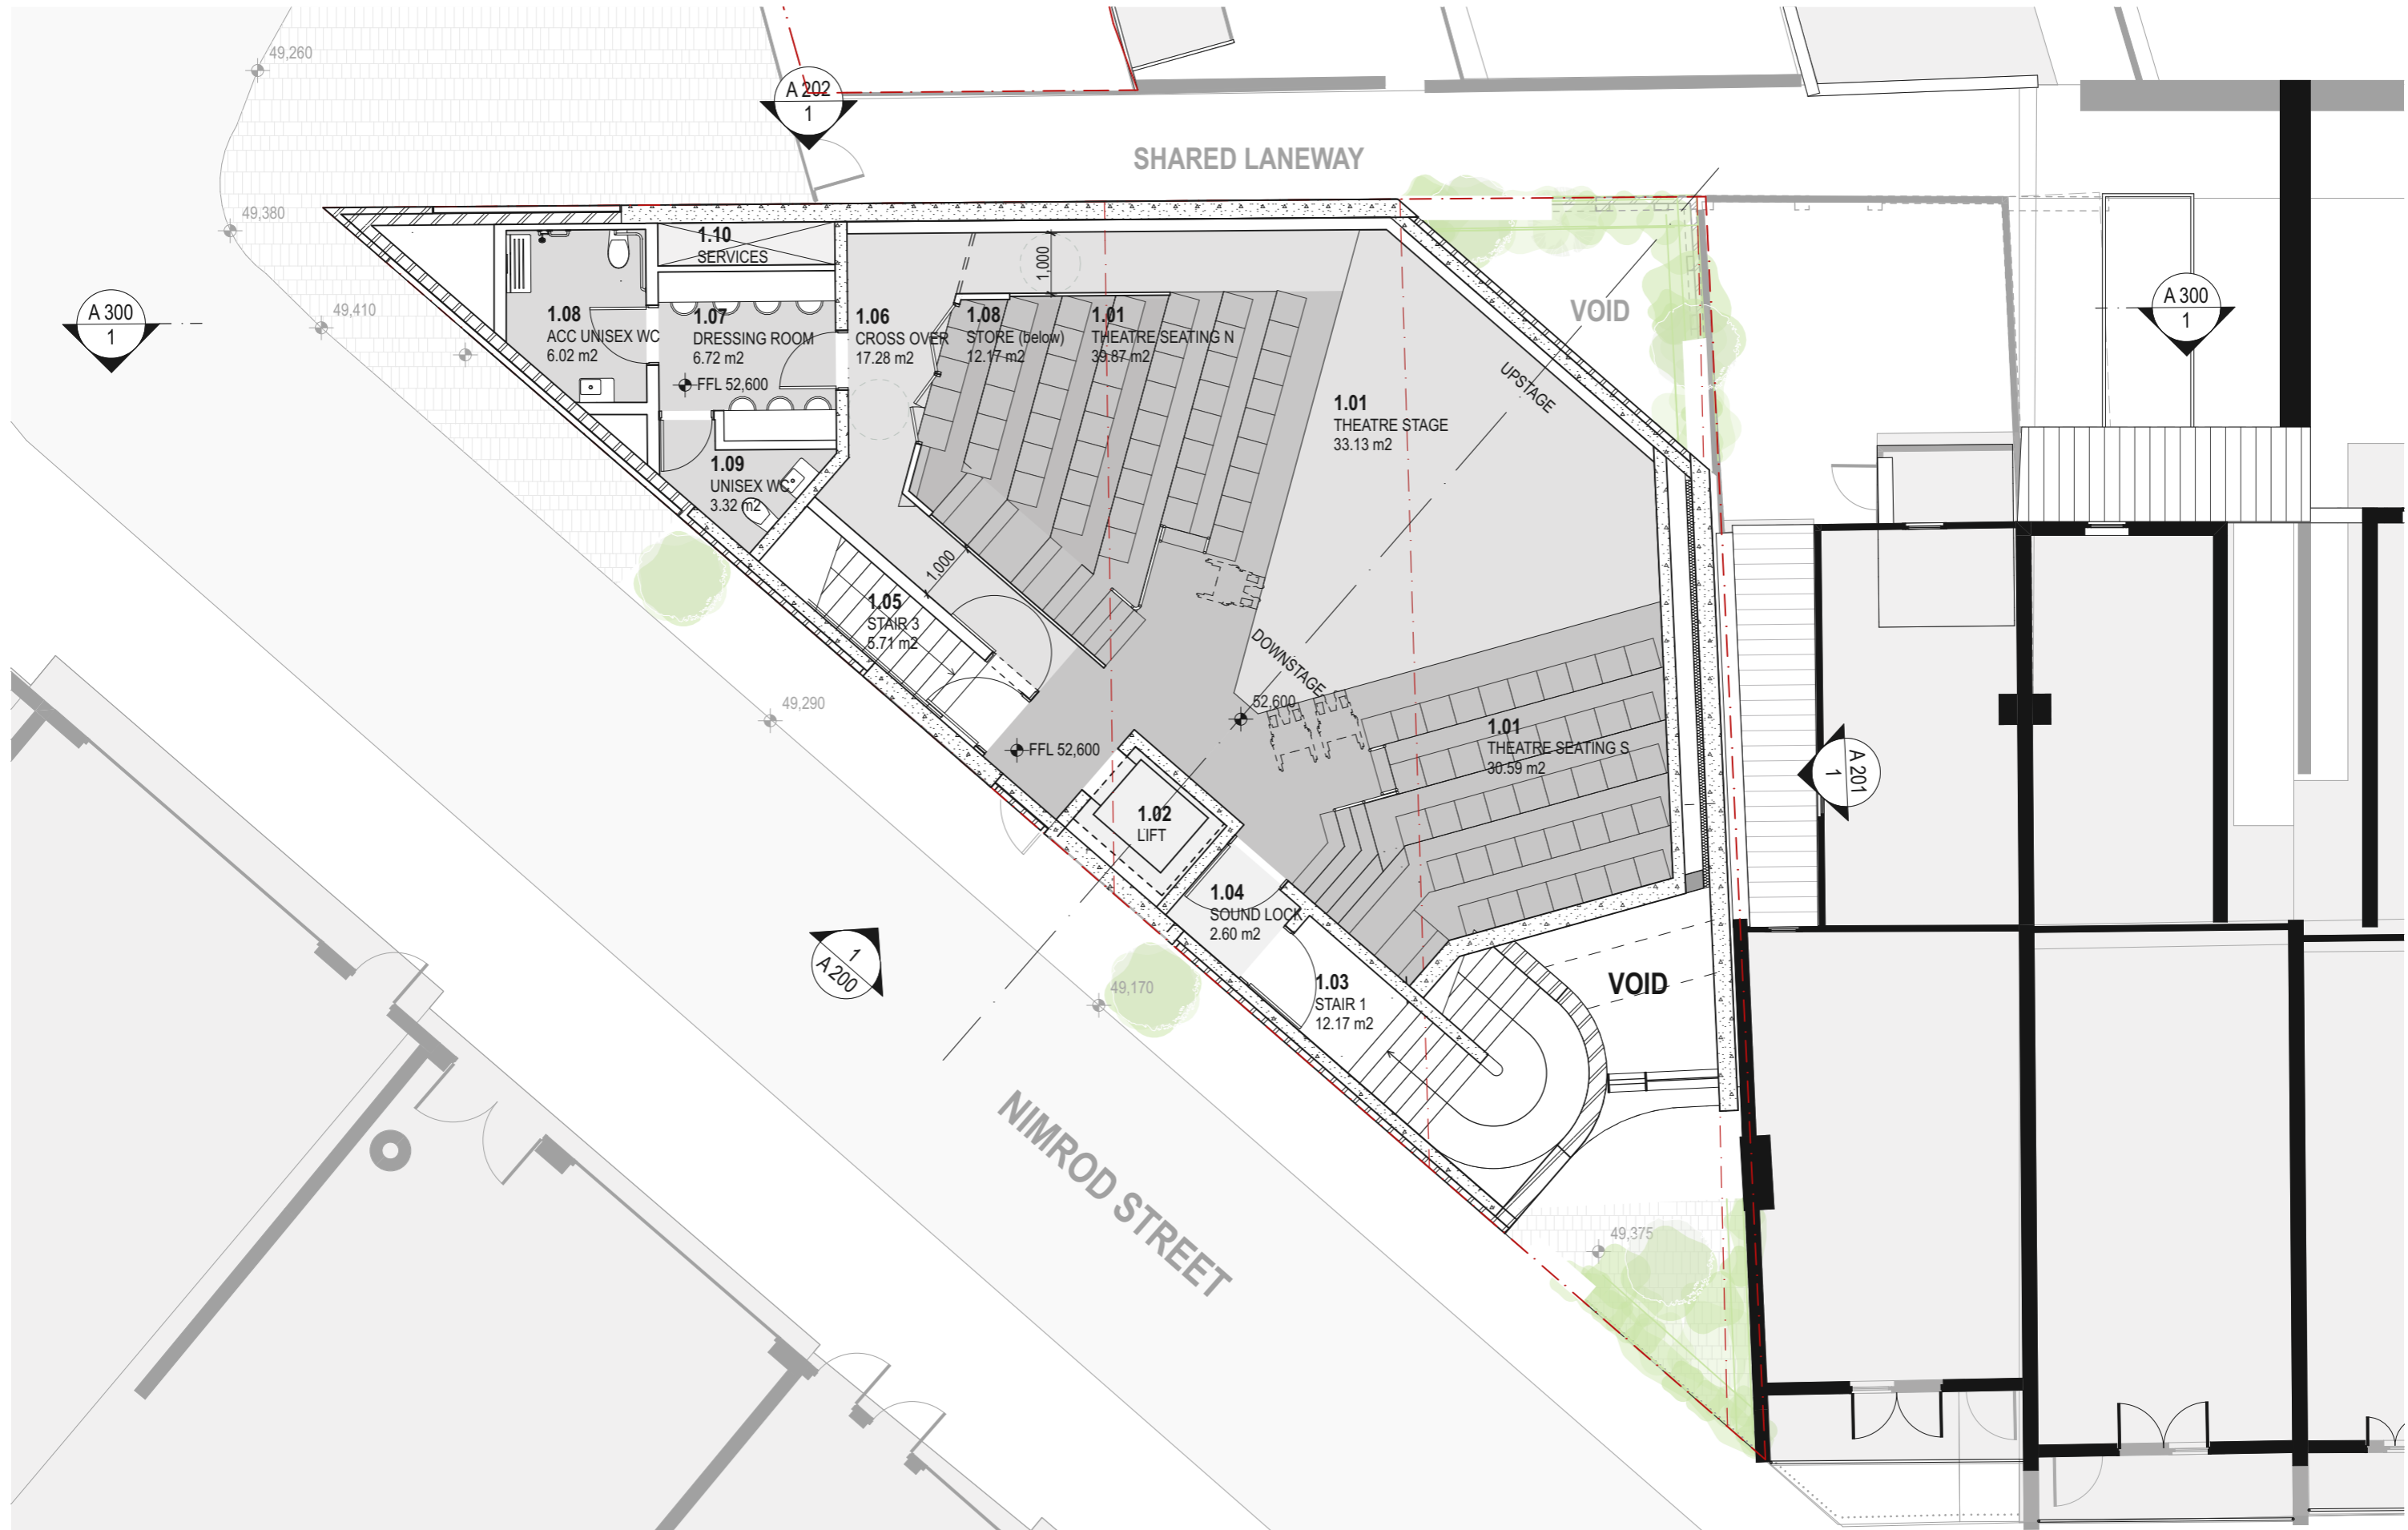 49,260
A 202
1
SHARED LANEWAY
49,380
1.10
SERVICES
1,000
A 300
1
49,410
1.08
ACC UNISEX WC
6.02 m2
1.07
DRESSING ROOM
6.72 m2
FFL 52,600
1.06
CROSS OVER
17.28 m2
1.08
STORE (below)
12.17 m2
1.01
THEATRE SEATING N
39.87 m2
VOID
A 300
1
UPSTAGE
1.01
THEATRE STAGE
33.13 m2
1.09
UNISEX WC
3.32 m2
1,000
1.05
STAIR 3
5.71 m2
DOWNSTAGE
52,600
49,290
FFL 52,600
1.01
THEATRE SEATING S
30.59 m2
A 201
1
1.02
LIFT
1.04
SOUND LOCK
2.60 m2
1
A 200
49,170
1.03
STAIR 1
12.17 m2
VOID
NIMROD STREET
49,375